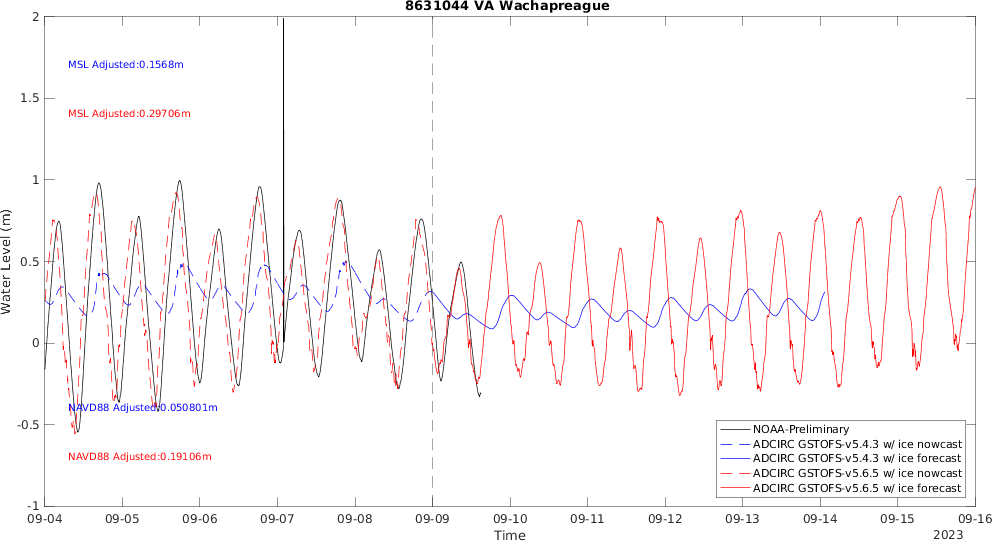 8631044 VA Wachapreague
2
1.5
1
0.5
0
-0.5
-1
Water Level (m)
MSL Adjusted:0.1568m
MSL Adjusted:0.29706m
NAVD88 Adjusted:0.050801m
NAVD88 Adjusted:0.19106m
NOAA-Preliminary
ADCIRC GSTOFS-v5.4.3 w/ ice nowcast
ADCIRC GSTOFS-v5.4.3 w/ ice forecast
ADCIRC GSTOFS-v5.6.5 w/ ice nowcast
ADCIRC GSTOFS-v5.6.5 w/ ice forecast
09-04 09-05 09-06 09-07 09-08 09-09 09-10 09-11 09-12 09-13 09-14 09-15 09-16
Time
2023